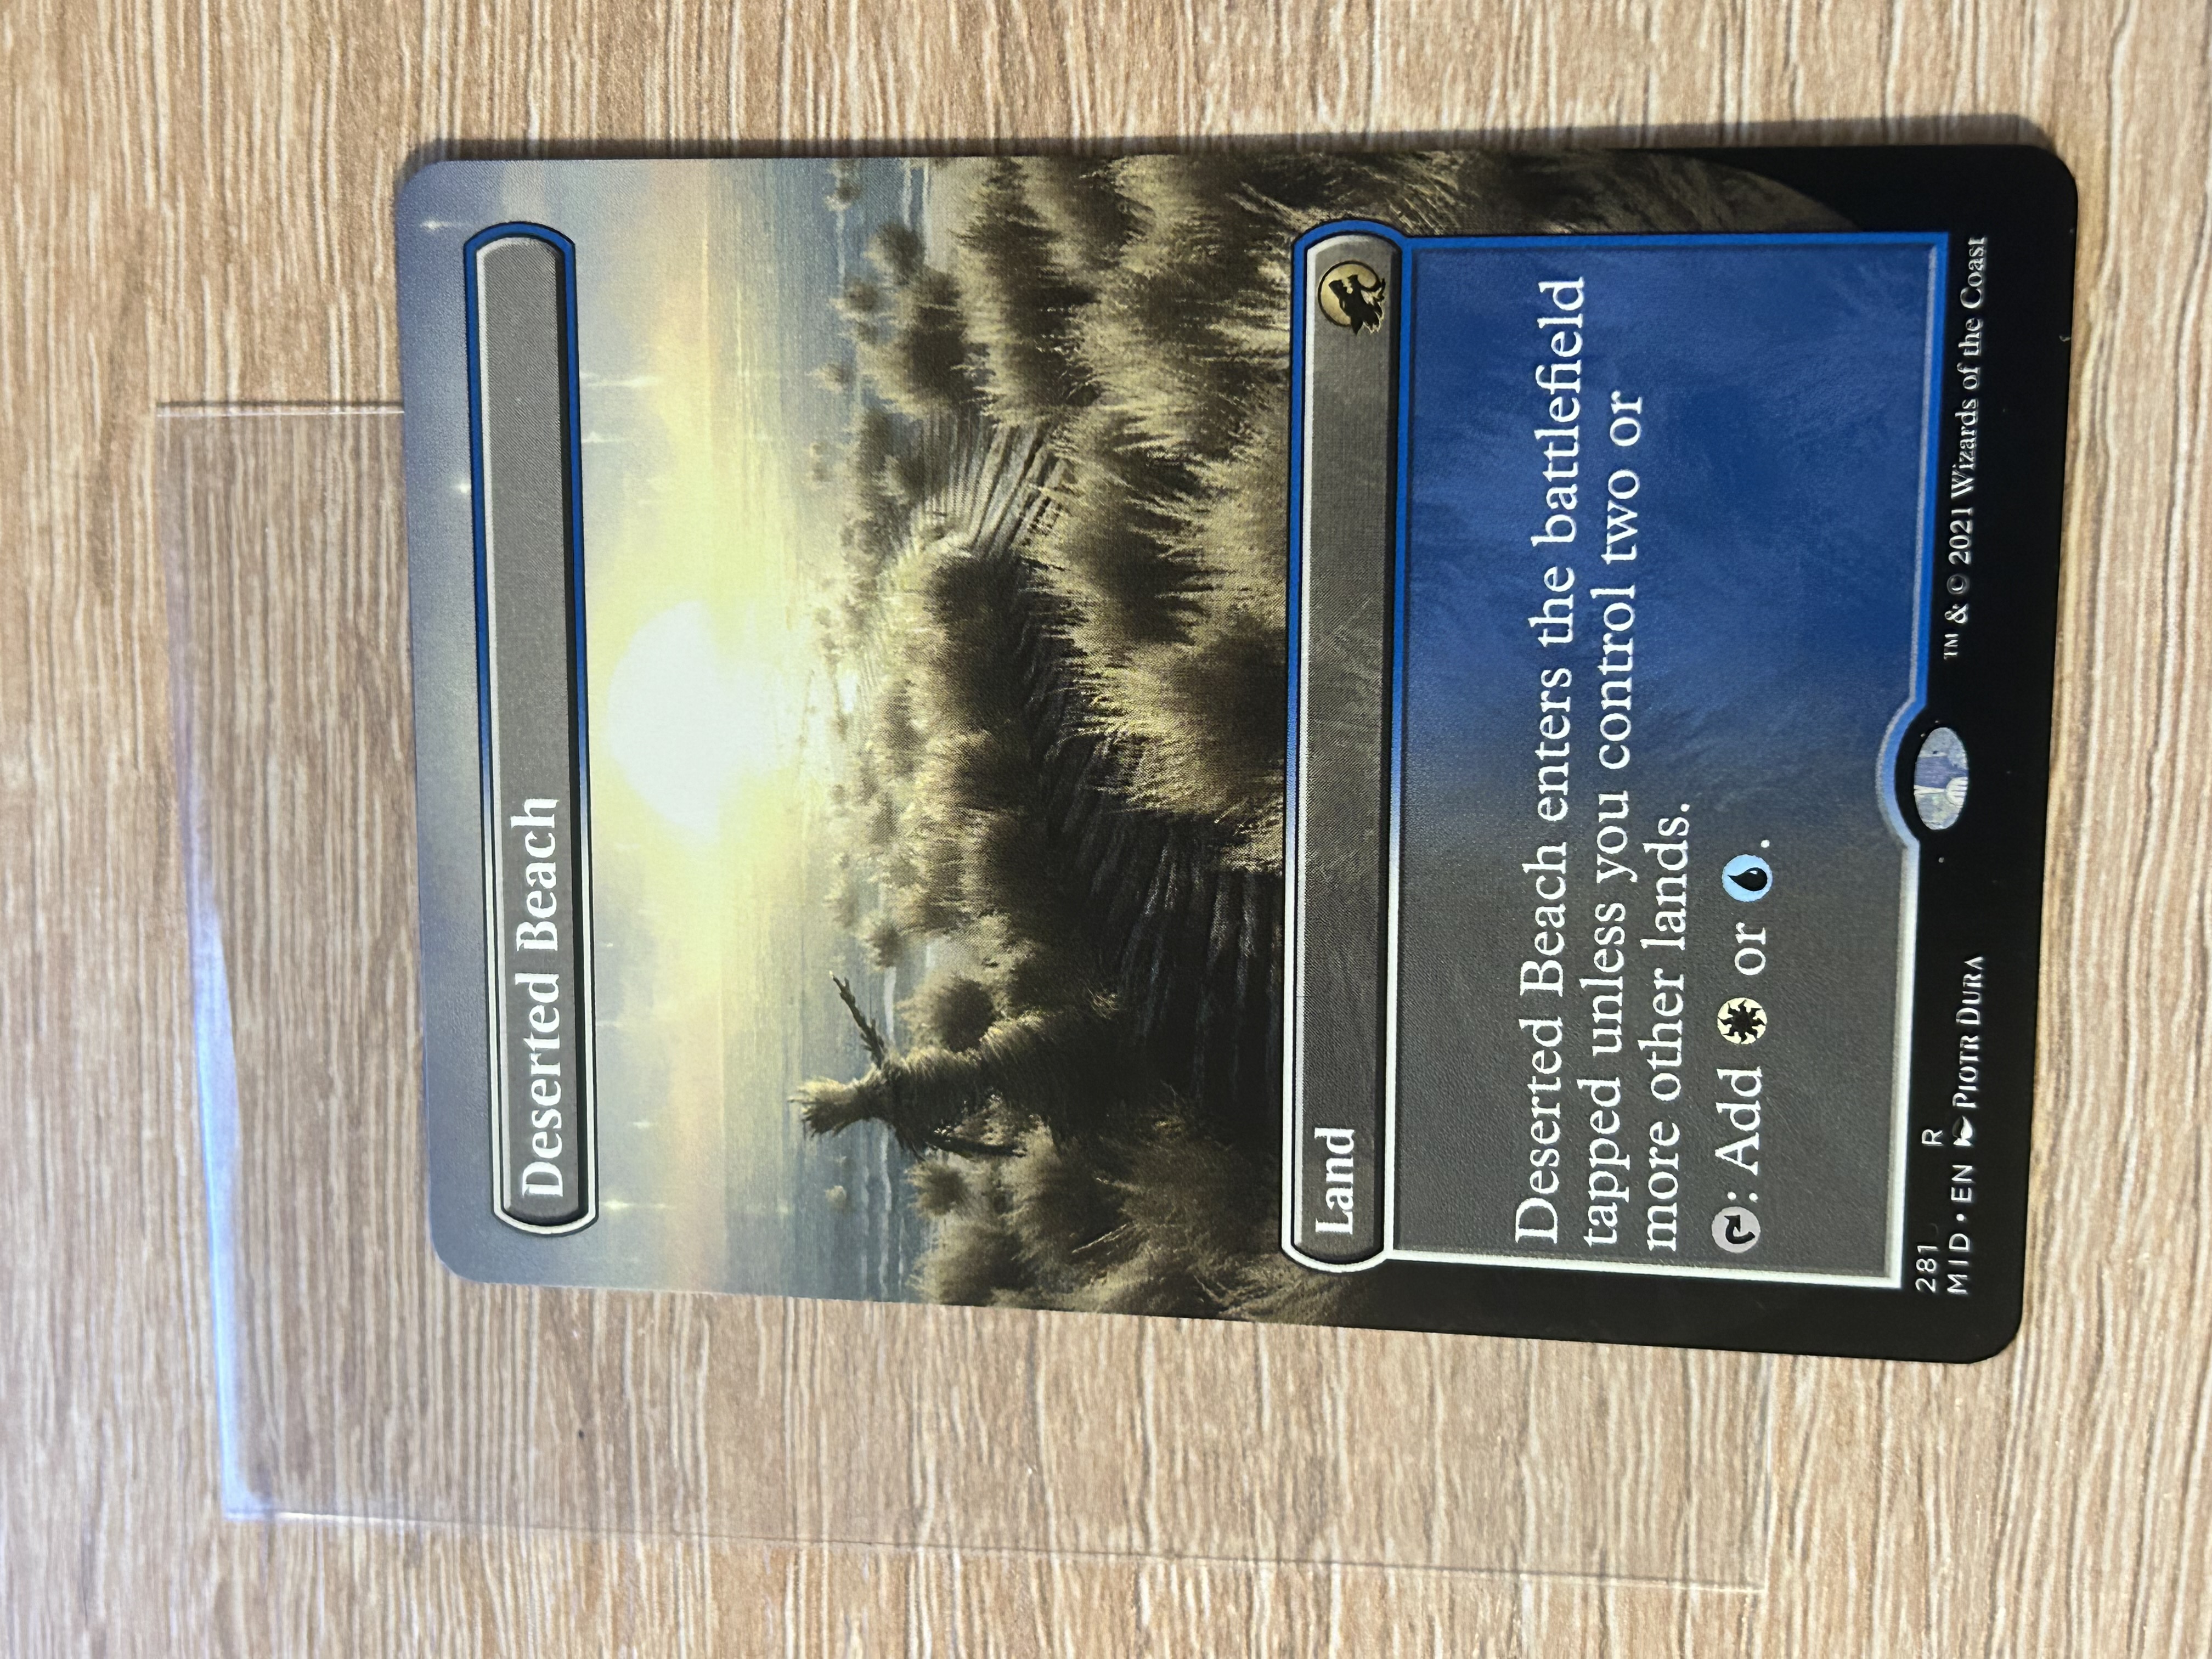 Deserted Beach
Land
Deserted Beach enters the battlefield
tapped unless you control two or
more other lands.
: Add or .
281 R
MID • EN PIOTR DURA
™ & © 2021 Wizards of the Coast